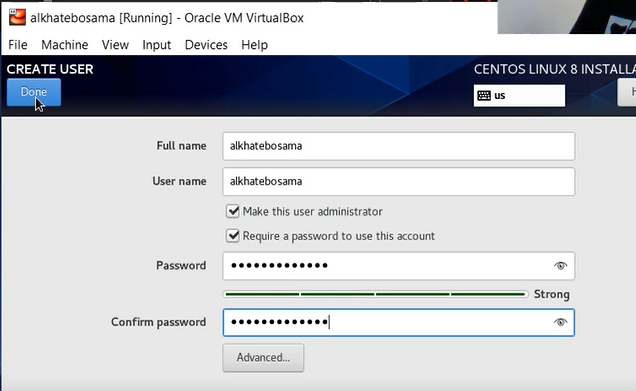 alkhatebosama [Running] - Oracle VM VirtualBox
File Machine View Input Devices Help
CREATE USER
CENTOS LINUX 8 INSTALLA
Done
us
H
Full name
alkhatebosama
User name
alkhatebosama
Make this user administrator
Require a password to use this account
Password
•••••••••••••
Strong
Confirm password
•••••••••••••
Advanced...